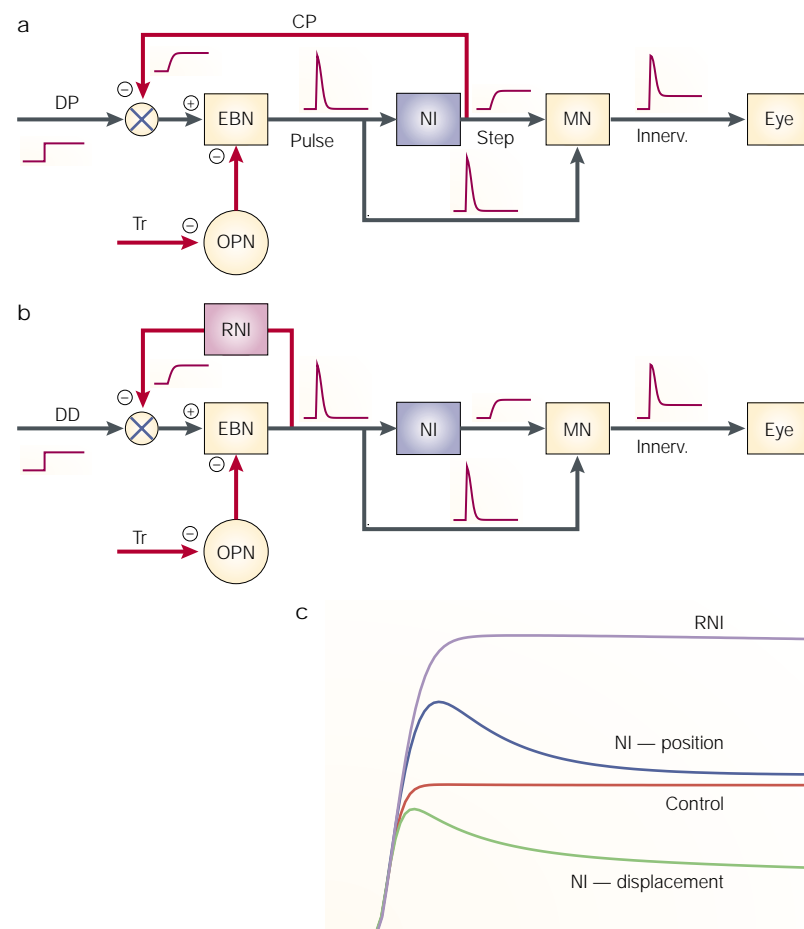 a
CP
DP
EBN
Pulse
NI
Step
MN
Innerv.
Eye
Tr
OPN
b
RNI
DD
EBN
NI
MN
Innerv.
Eye
Tr
OPN
c
RNI
NI — position
Control
NI — displacement